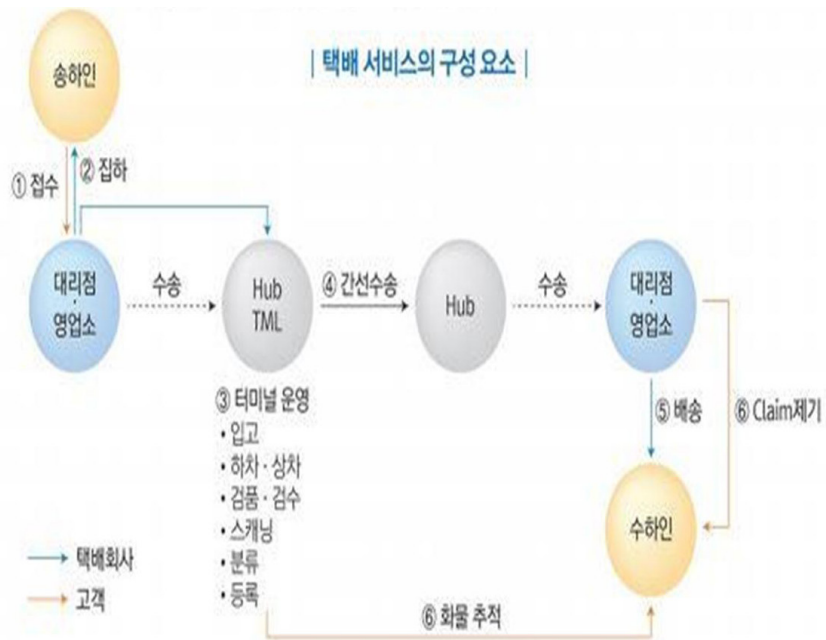 송하인
| 택배 서비스의 구성 요소 |
① 접수
② 집하
대리점
·
영업소
수송
Hub
TML
④ 간선수송
Hub
수송
대리점
·
영업소
③ 터미널 운영
• 입고
• 하차 · 상차
• 검품 · 검수
• 스캐닝
• 분류
• 등록
⑤ 배송
⑥ Claim제기
수하인
택배회사
고객
⑥ 화물 추적